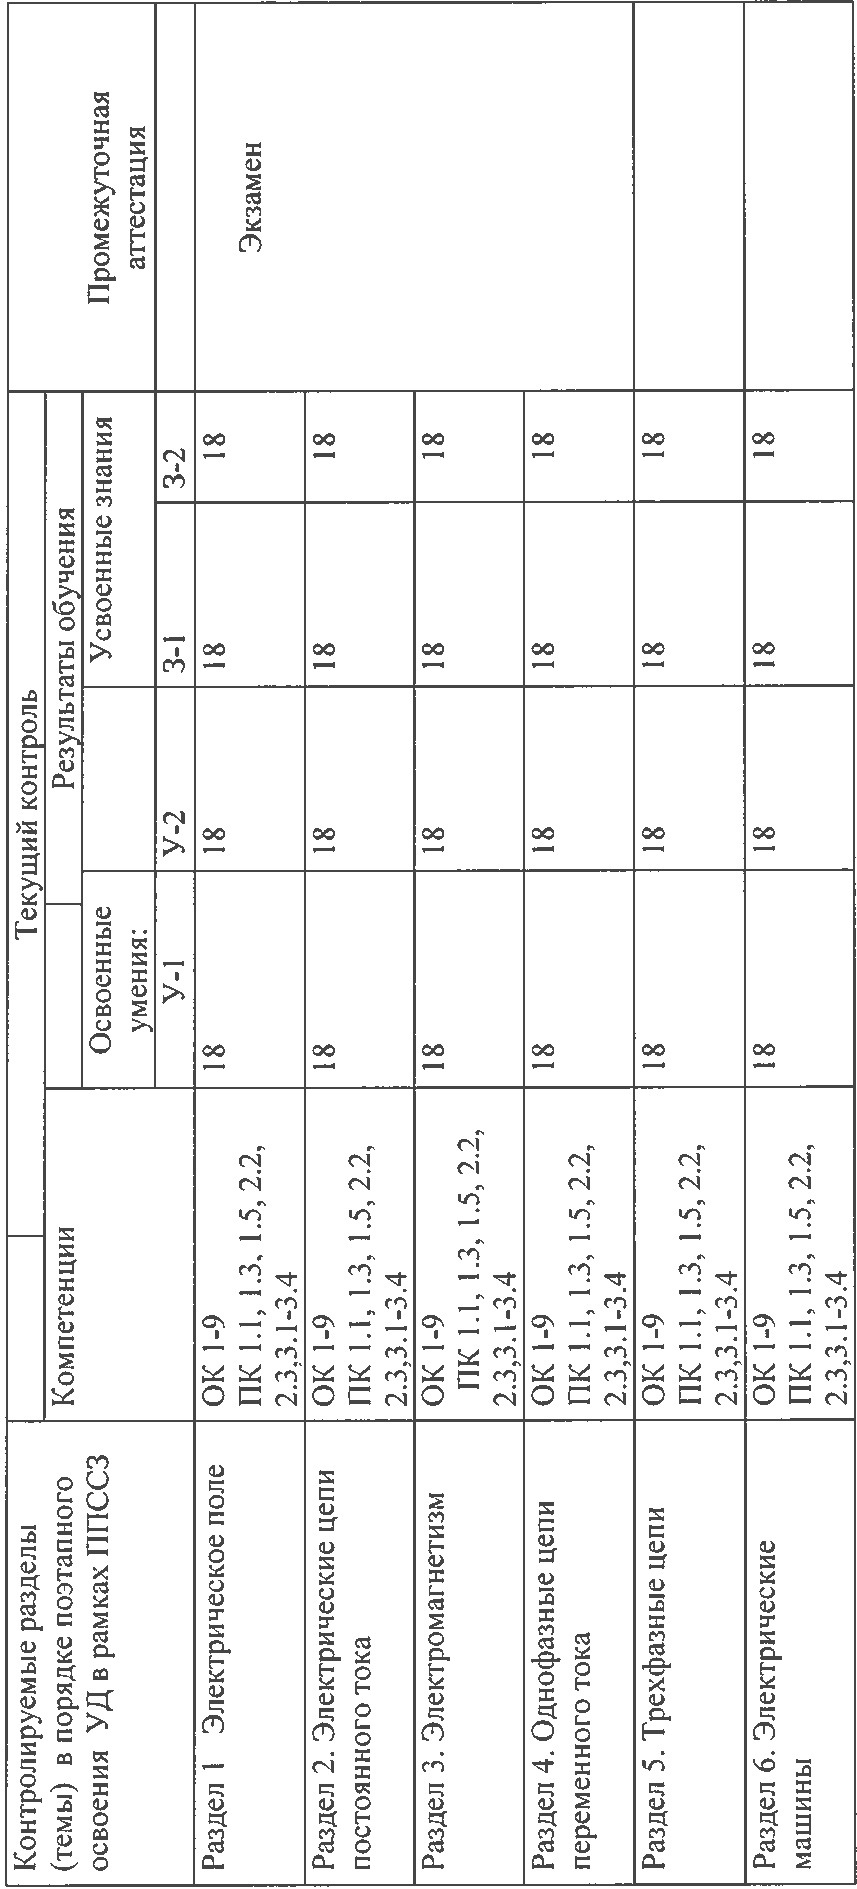 Контролируемые разделы
(темы) в порядке поэтапного
освоения УД в рамках ППССЗ
Текущий контроль
Промежуточная
аттестация
Компетенции
Результаты обучения
Освоенные
умения:
Усвоенные знания
У-1
У-2
З-1
З-2
Раздел 1 Электрическое поле
ОК 1-9
ПК 1.1, 1.3, 1.5, 2.2,
2.3,3.1-3.4
18
18
18
18
Экзамен
Раздел 2. Электрические цепи
постоянного тока
ОК 1-9
ПК 1.1, 1.3, 1.5, 2.2,
2.3,3.1-3.4
18
18
18
18
Раздел 3. Электромагнетизм
ОК 1-9
ПК 1.1, 1.3, 1.5, 2.2,
2.3,3.1-3.4
18
18
18
18
Раздел 4. Однофазные цепи
переменного тока
ОК 1-9
ПК 1.1, 1.3, 1.5, 2.2,
2.3,3.1-3.4
18
18
18
18
Раздел 5. Трехфазные цепи
ОК 1-9
ПК 1.1, 1.3, 1.5, 2.2,
2.3,3.1-3.4
18
18
18
18
Раздел 6. Электрические
машины
ОК 1-9
ПК 1.1, 1.3, 1.5, 2.2,
2.3,3.1-3.4
18
18
18
18